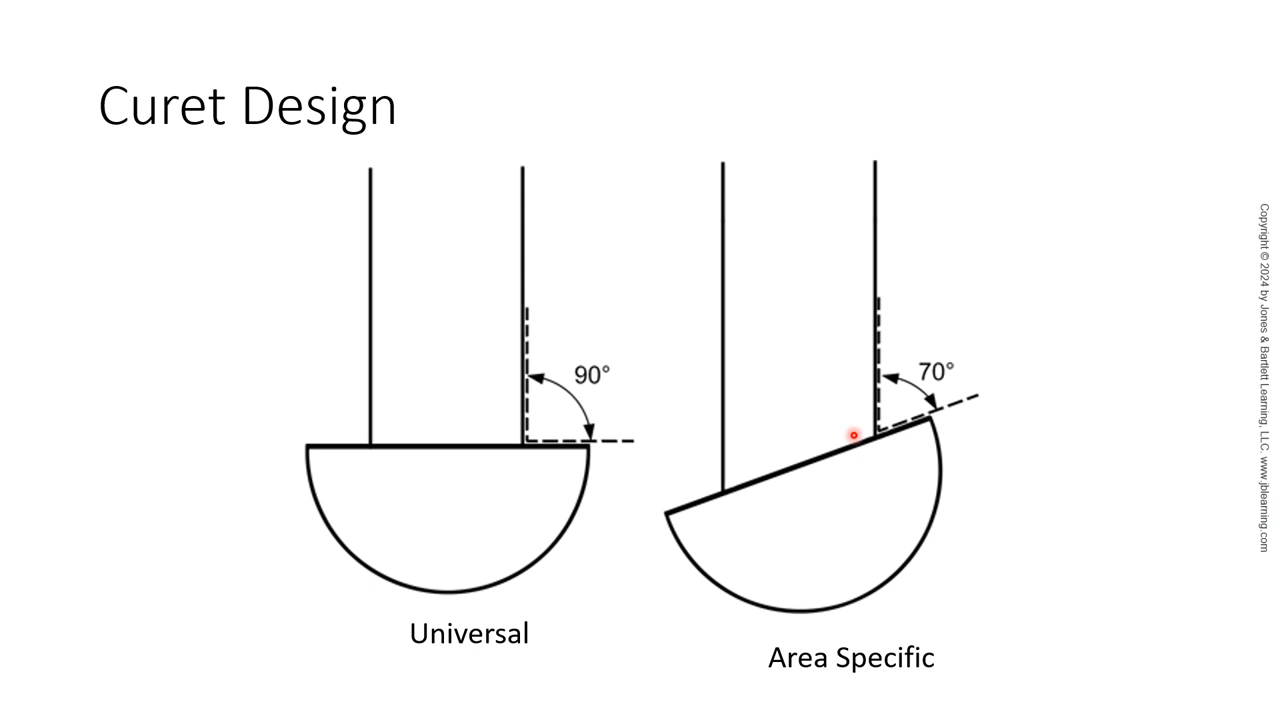 Curet Design
90°
70°
Universal
Area Specific
Copyright © 2024 by Jones & Bartlett Learning, LLC. www.jblearning.com